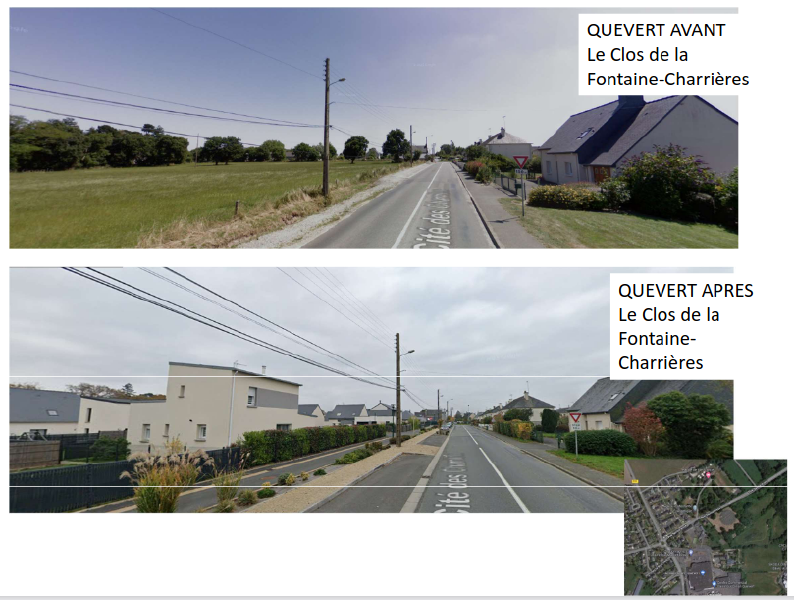 QUEVERT AVANT
Le Clos de la
Fontaine-Charrières
Cité des
QUEVERT APRES
Le Clos de la
Fontaine-
Charrières
Cité des